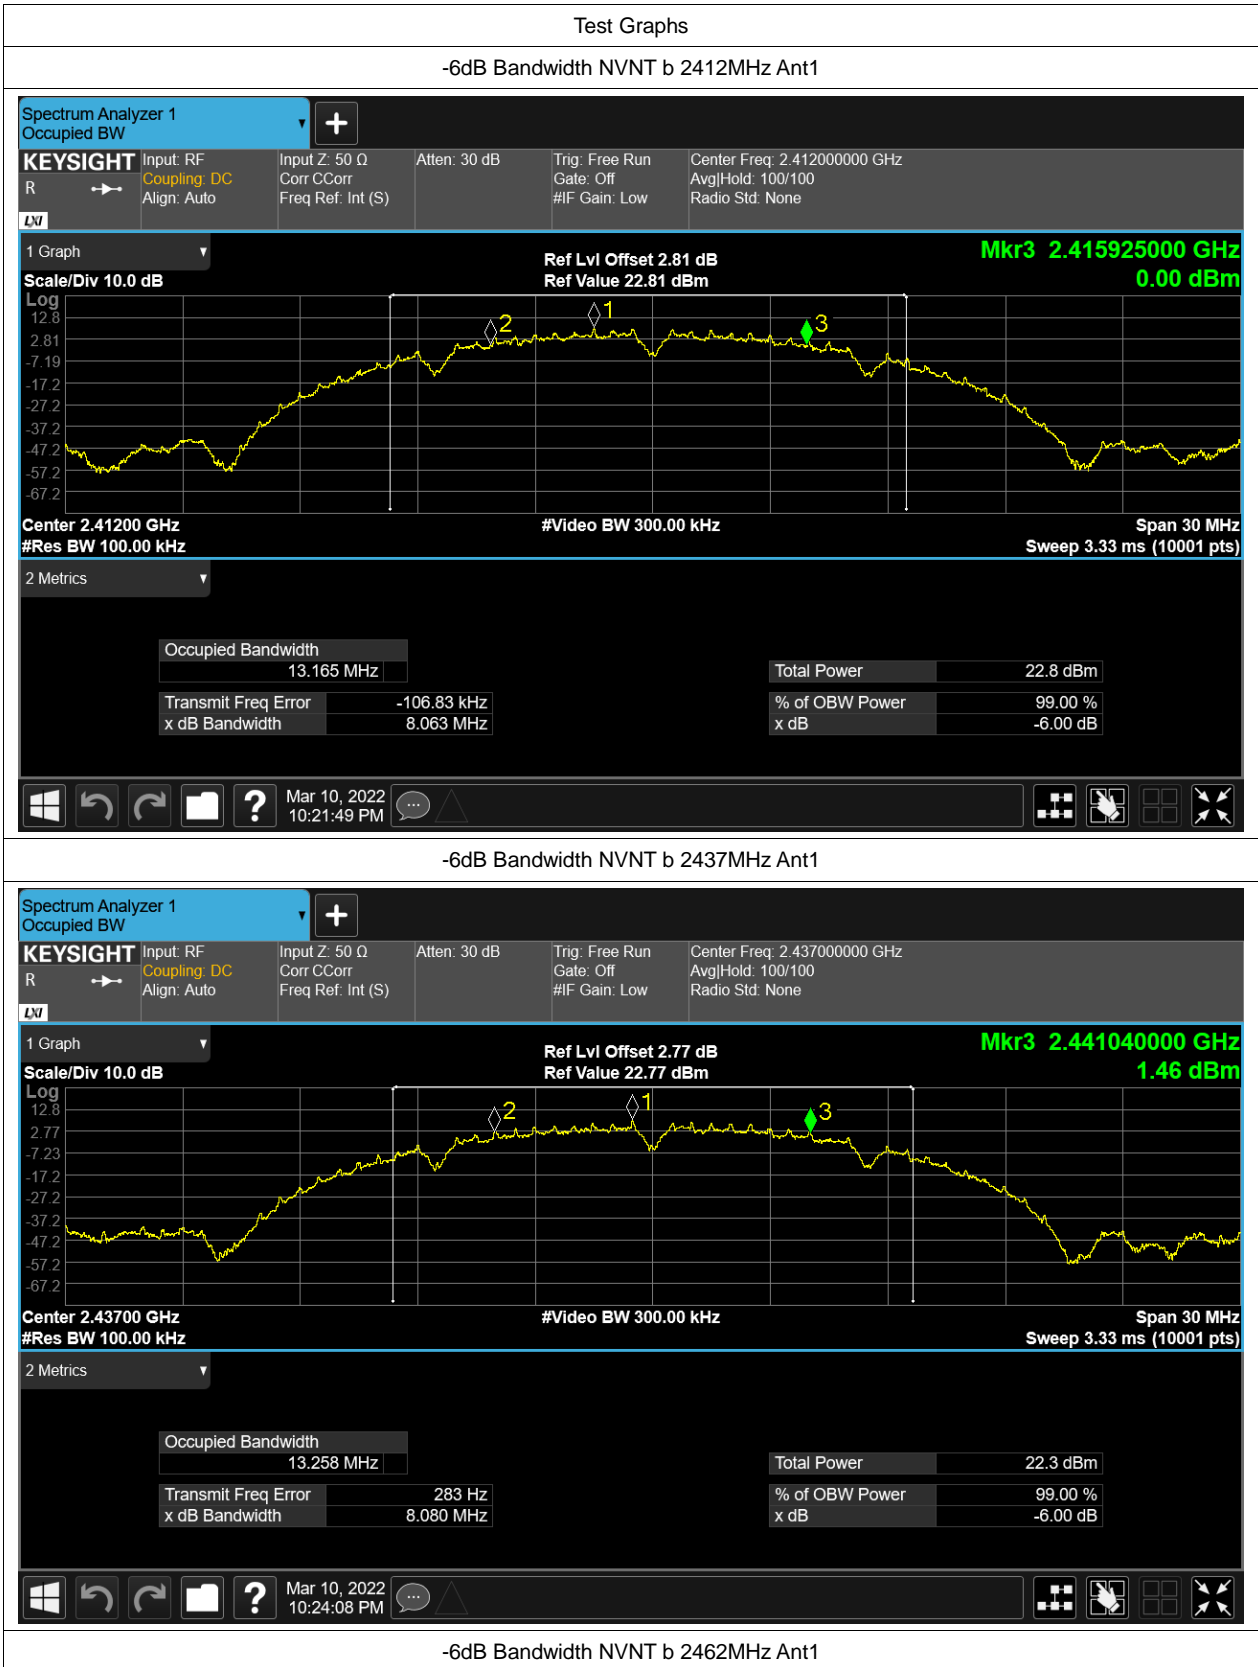 Test Graphs
-6dB Bandwidth NVNT b 2412MHz Ant1
Spectrum Analyzer 1
Occupied BW
KEYSIGHT Input: RF Input Z: 50 Ω Atten: 30 dB Trig: Free Run Center Freq: 2.412000000 GHz
R Coupling: DC Corr CCorr Gate: Off Avg|Hold: 100/100
Align: Auto Freq Ref: Int (S) #IF Gain: Low Radio Std: None
LXI
1 Graph Ref Lvl Offset 2.81 dB Mkr3 2.415925000 GHz
Scale/Div 10.0 dB Ref Value 22.81 dBm 0.00 dBm
Log
12.8
2.81
-7.19
-17.2
-27.2
-37.2
-47.2
-57.2
-67.2
2 1 3
Center 2.41200 GHz #Video BW 300.00 kHz Span 30 MHz
#Res BW 100.00 kHz Sweep 3.33 ms (10001 pts)
2 Metrics
Occupied Bandwidth
13.165 MHz Total Power 22.8 dBm
Transmit Freq Error -106.83 kHz % of OBW Power 99.00 %
x dB Bandwidth 8.063 MHz x dB -6.00 dB
? Mar 10, 2022
10:21:49 PM
-6dB Bandwidth NVNT b 2437MHz Ant1
Spectrum Analyzer 1
Occupied BW
KEYSIGHT Input: RF Input Z: 50 Ω Atten: 30 dB Trig: Free Run Center Freq: 2.437000000 GHz
R Coupling: DC Corr CCorr Gate: Off Avg|Hold: 100/100
Align: Auto Freq Ref: Int (S) #IF Gain: Low Radio Std: None
LXI
1 Graph Ref Lvl Offset 2.77 dB Mkr3 2.441040000 GHz
Scale/Div 10.0 dB Ref Value 22.77 dBm 1.46 dBm
Log
12.8
2.77
-7.23
-17.2
-27.2
-37.2
-47.2
-57.2
-67.2
2 1 3
Center 2.43700 GHz #Video BW 300.00 kHz Span 30 MHz
#Res BW 100.00 kHz Sweep 3.33 ms (10001 pts)
2 Metrics
Occupied Bandwidth
13.258 MHz Total Power 22.3 dBm
Transmit Freq Error 283 Hz % of OBW Power 99.00 %
x dB Bandwidth 8.080 MHz x dB -6.00 dB
? Mar 10, 2022
10:24:08 PM
-6dB Bandwidth NVNT b 2462MHz Ant1